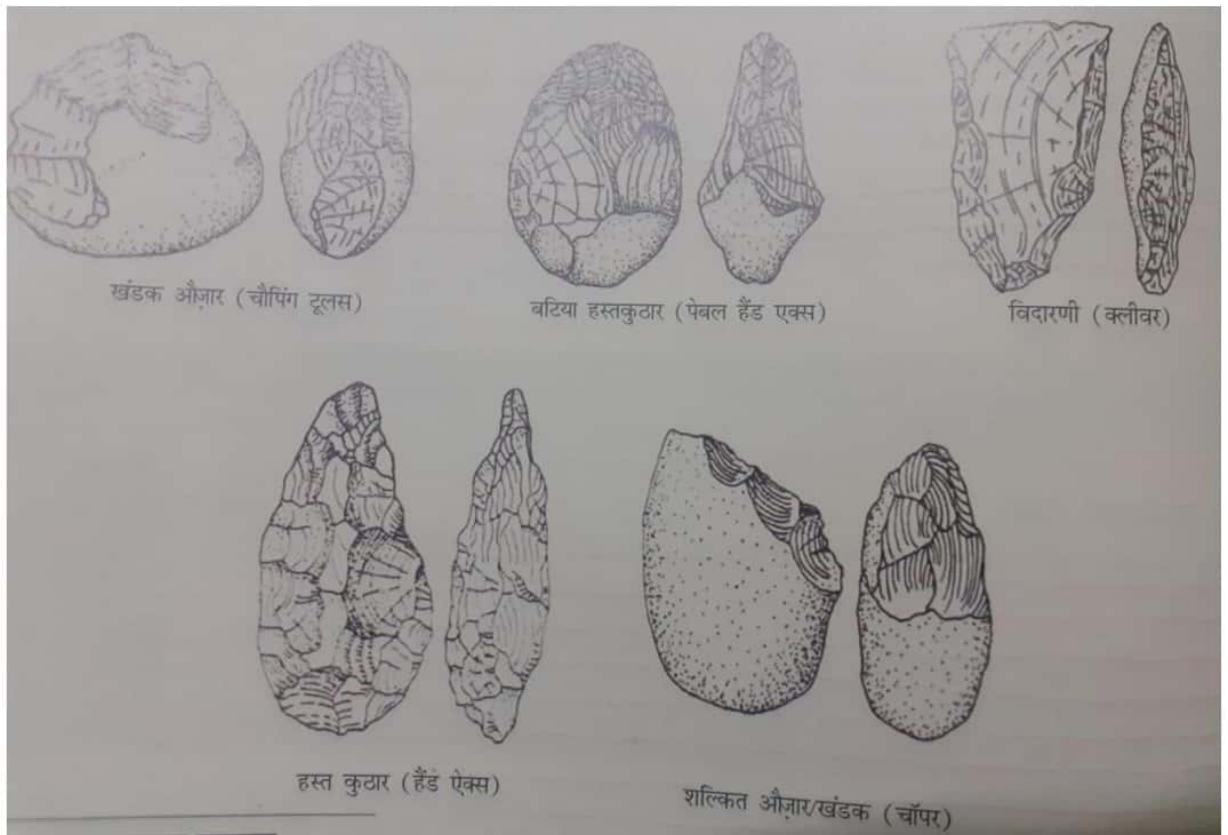 खंडक औज़ार (चौपिंग टूलस)
बटिया हस्तकुठार (पेबल हैंड एक्स)
विदारणी (क्लीवर)
हस्त कुठार (हैंड ऐक्स)
शल्कित औज़ार/खंडक (चॉपर)